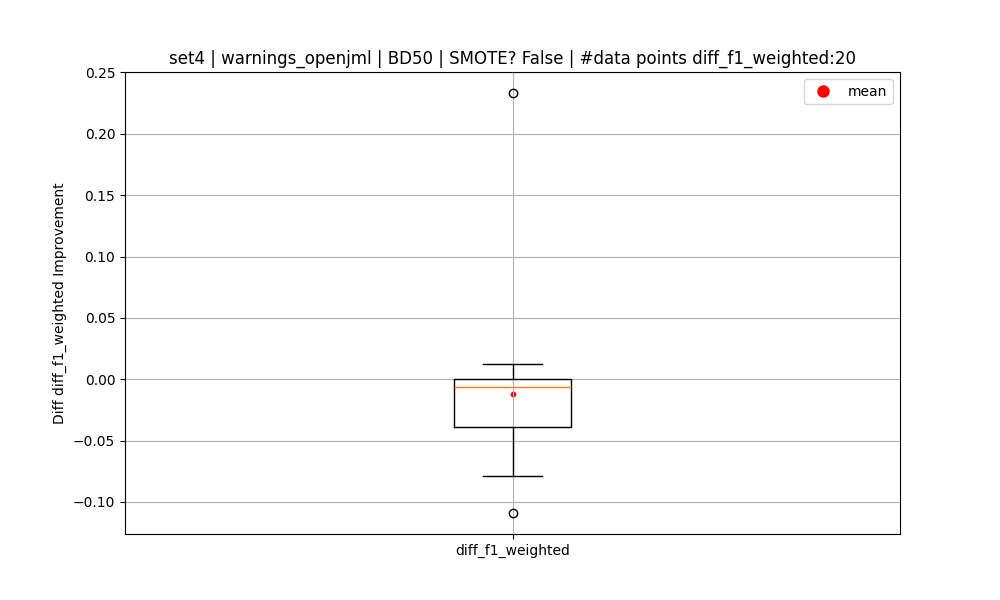 set4 | warnings_openjml | BD50 | SMOTE? False | #data points diff_f1_weighted:20
mean
0.25
0.20
0.15
0.10
0.05
0.00
−0.05
−0.10
Diff diff_f1_weighted Improvement
diff_f1_weighted